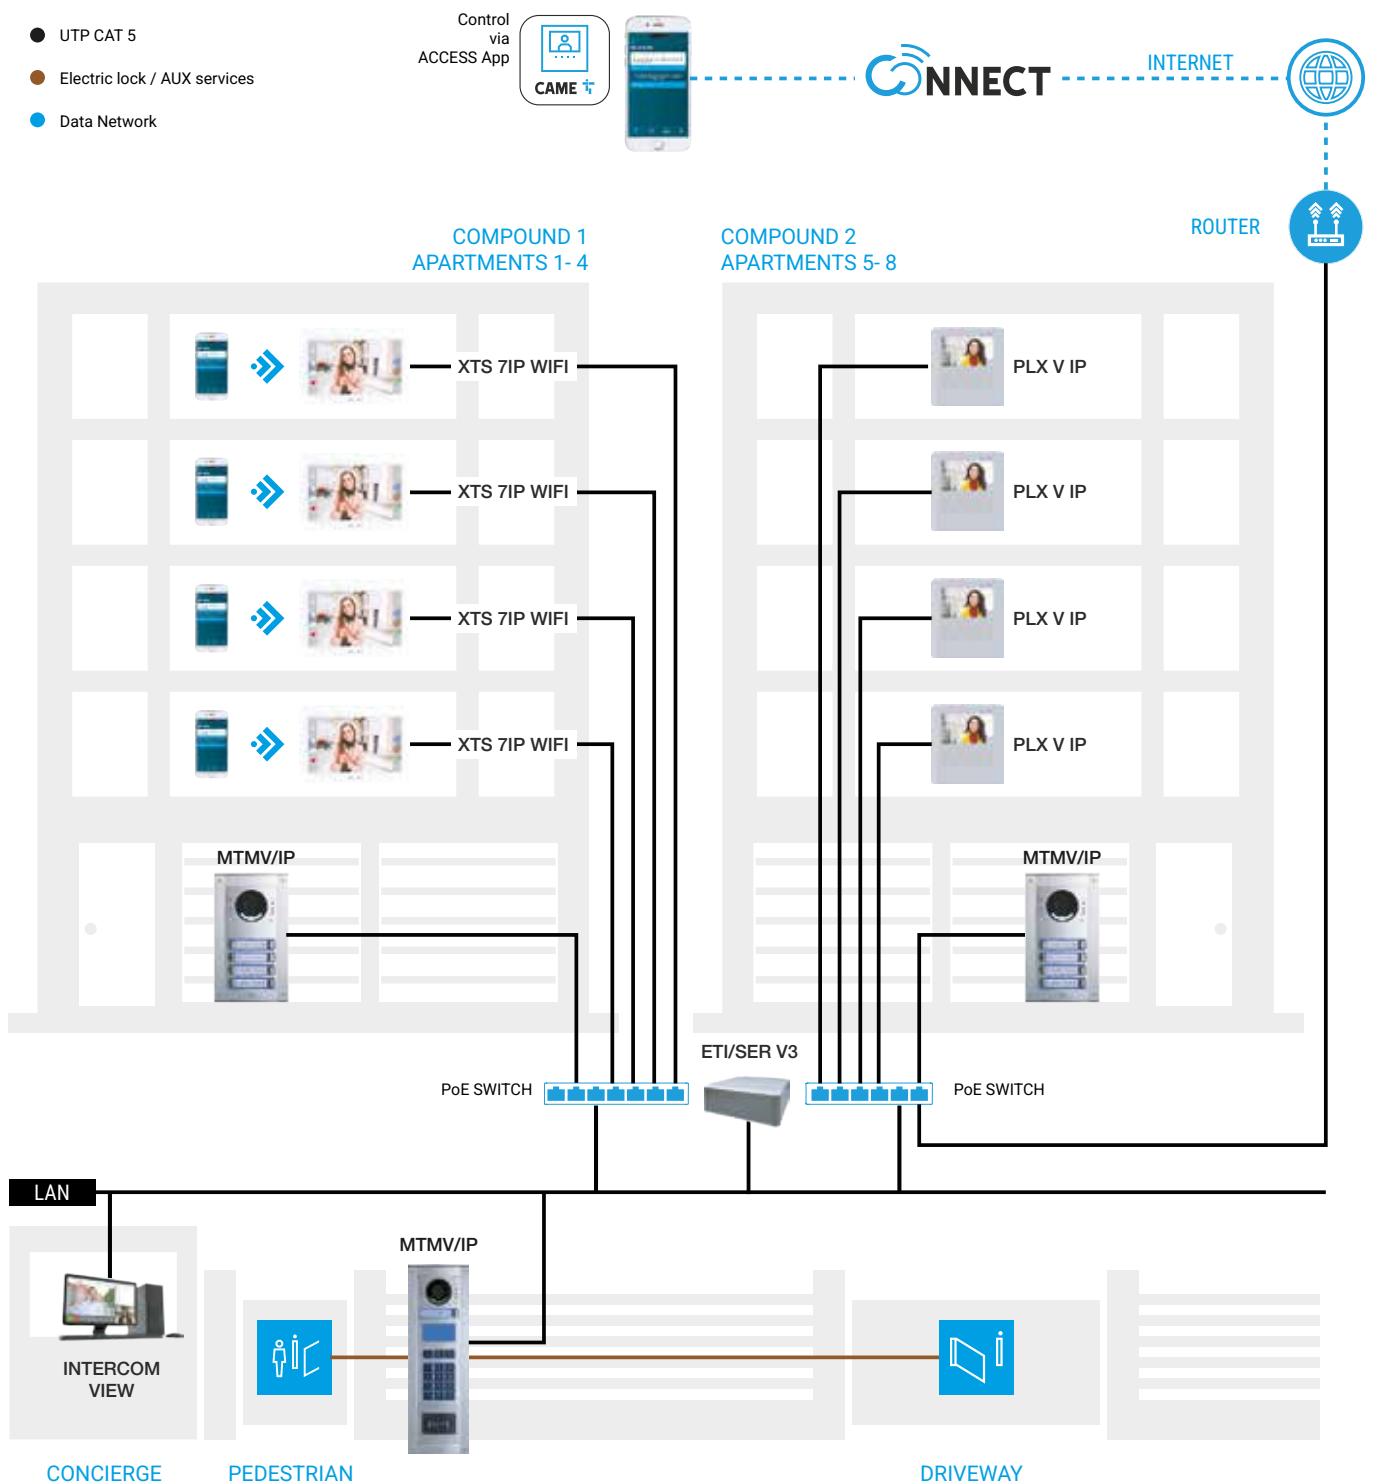 UTP CAT 5
Electric lock / AUX services
Data Network
Control
via
ACCESS App
CAME
CONNECT
INTERNET
ROUTER
COMPOUND 1
APARTMENTS 1- 4
COMPOUND 2
APARTMENTS 5- 8
XTS 7IP WIFI
PLX V IP
XTS 7IP WIFI
PLX V IP
XTS 7IP WIFI
PLX V IP
XTS 7IP WIFI
PLX V IP
MTMV/IP
MTMV/IP
ETI/SER V3
PoE SWITCH
PoE SWITCH
LAN
MTMV/IP
INTERCOM
VIEW
CONCIERGE
PEDESTRIAN
DRIVEWAY